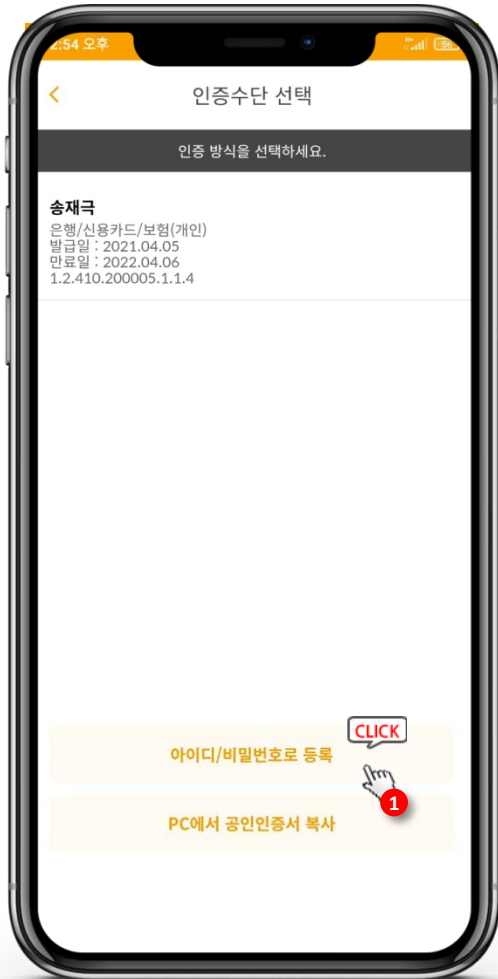 2:54 오후
56
인증수단 선택
인증 방식을 선택하세요.
송재극
은행/신용카드/보험(개인)
발급일 : 2021.04.05
만료일 : 2022.04.06
1.2.410.200005.1.1.4
CLICK
아이디/비밀번호로 등록
1
PC에서 공인인증서 복사